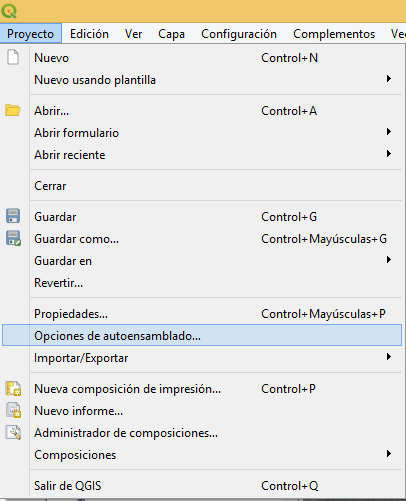 Proyecto Edición Ver Capa Configuración Complementos Vec
Nuevo Control+N
Nuevo usando plantilla
Abrir... Control+A
Abrir formulario
Abrir reciente
Cerrar
Guardar Control+G
Guardar como... Control+Mayúsculas+G
Guardar en
Revertir...
Propiedades... Control+Mayúsculas+P
Opciones de autoensamblado...
Importar/Exportar
Nueva composición de impresión... Control+P
Nuevo informe...
Administrador de composiciones...
Composiciones
Salir de QGIS Control+Q